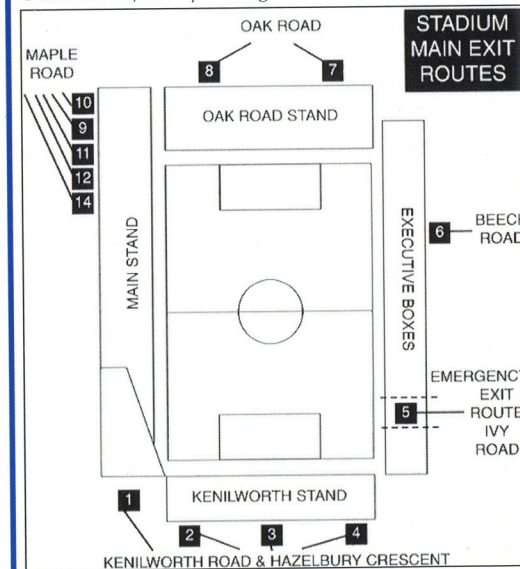 OAK ROAD
STADIUM
MAIN EXIT
ROUTES
MAPLE
ROAD
8
7
10
9
11
12
14
OAK ROAD STAND
MAIN STAND
EXECUTIVE BOXES
6
BEECH
ROAD
EMERGENCY
EXIT
ROUTE
IVY
ROAD
5
KENILWORTH STAND
1
2
3
4
KENILWORTH ROAD & HAZELBURY CRESCENT